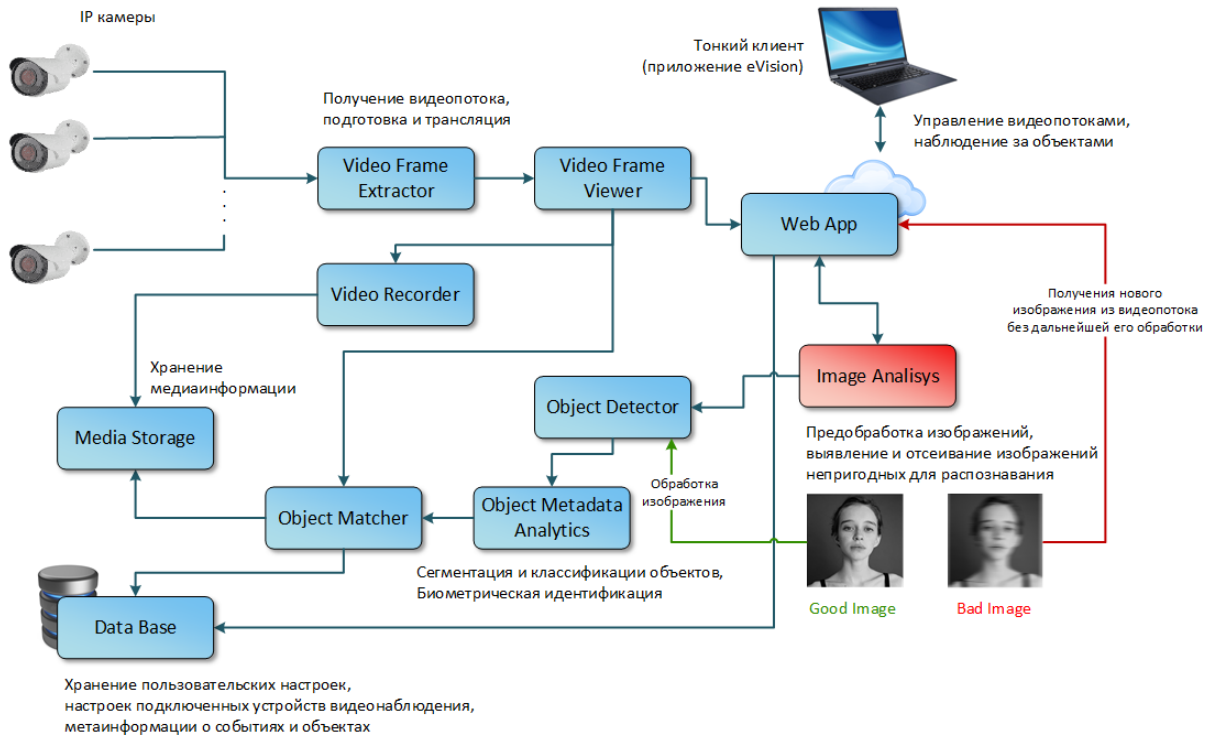 IP камеры
Тонкий клиент
(приложение eVision)
Получение видеопотока,
подготовка и трансляция
Управление видеопотоками,
наблюдение за объектами
Video Frame
Extractor
Video Frame
Viewer
Web App
Video Recorder
Получения нового
изображения из видеопотока
без дальнейшей его обработки
Хранение
медиаинформации
Image Analisys
Object Detector
Media Storage
Предобработка изображений,
выявление и отсеивание изображений
непригодных для распознавания
Обработка
изображения
Object Matcher
Object Metadata
Analytics
Сегментация и классификации объектов,
Биометрическая идентификация
Good Image
Bad Image
Data Base
Хранение пользовательских настроек,
настроек подключенных устройств видеонаблюдения,
метаинформации о событиях и объектах